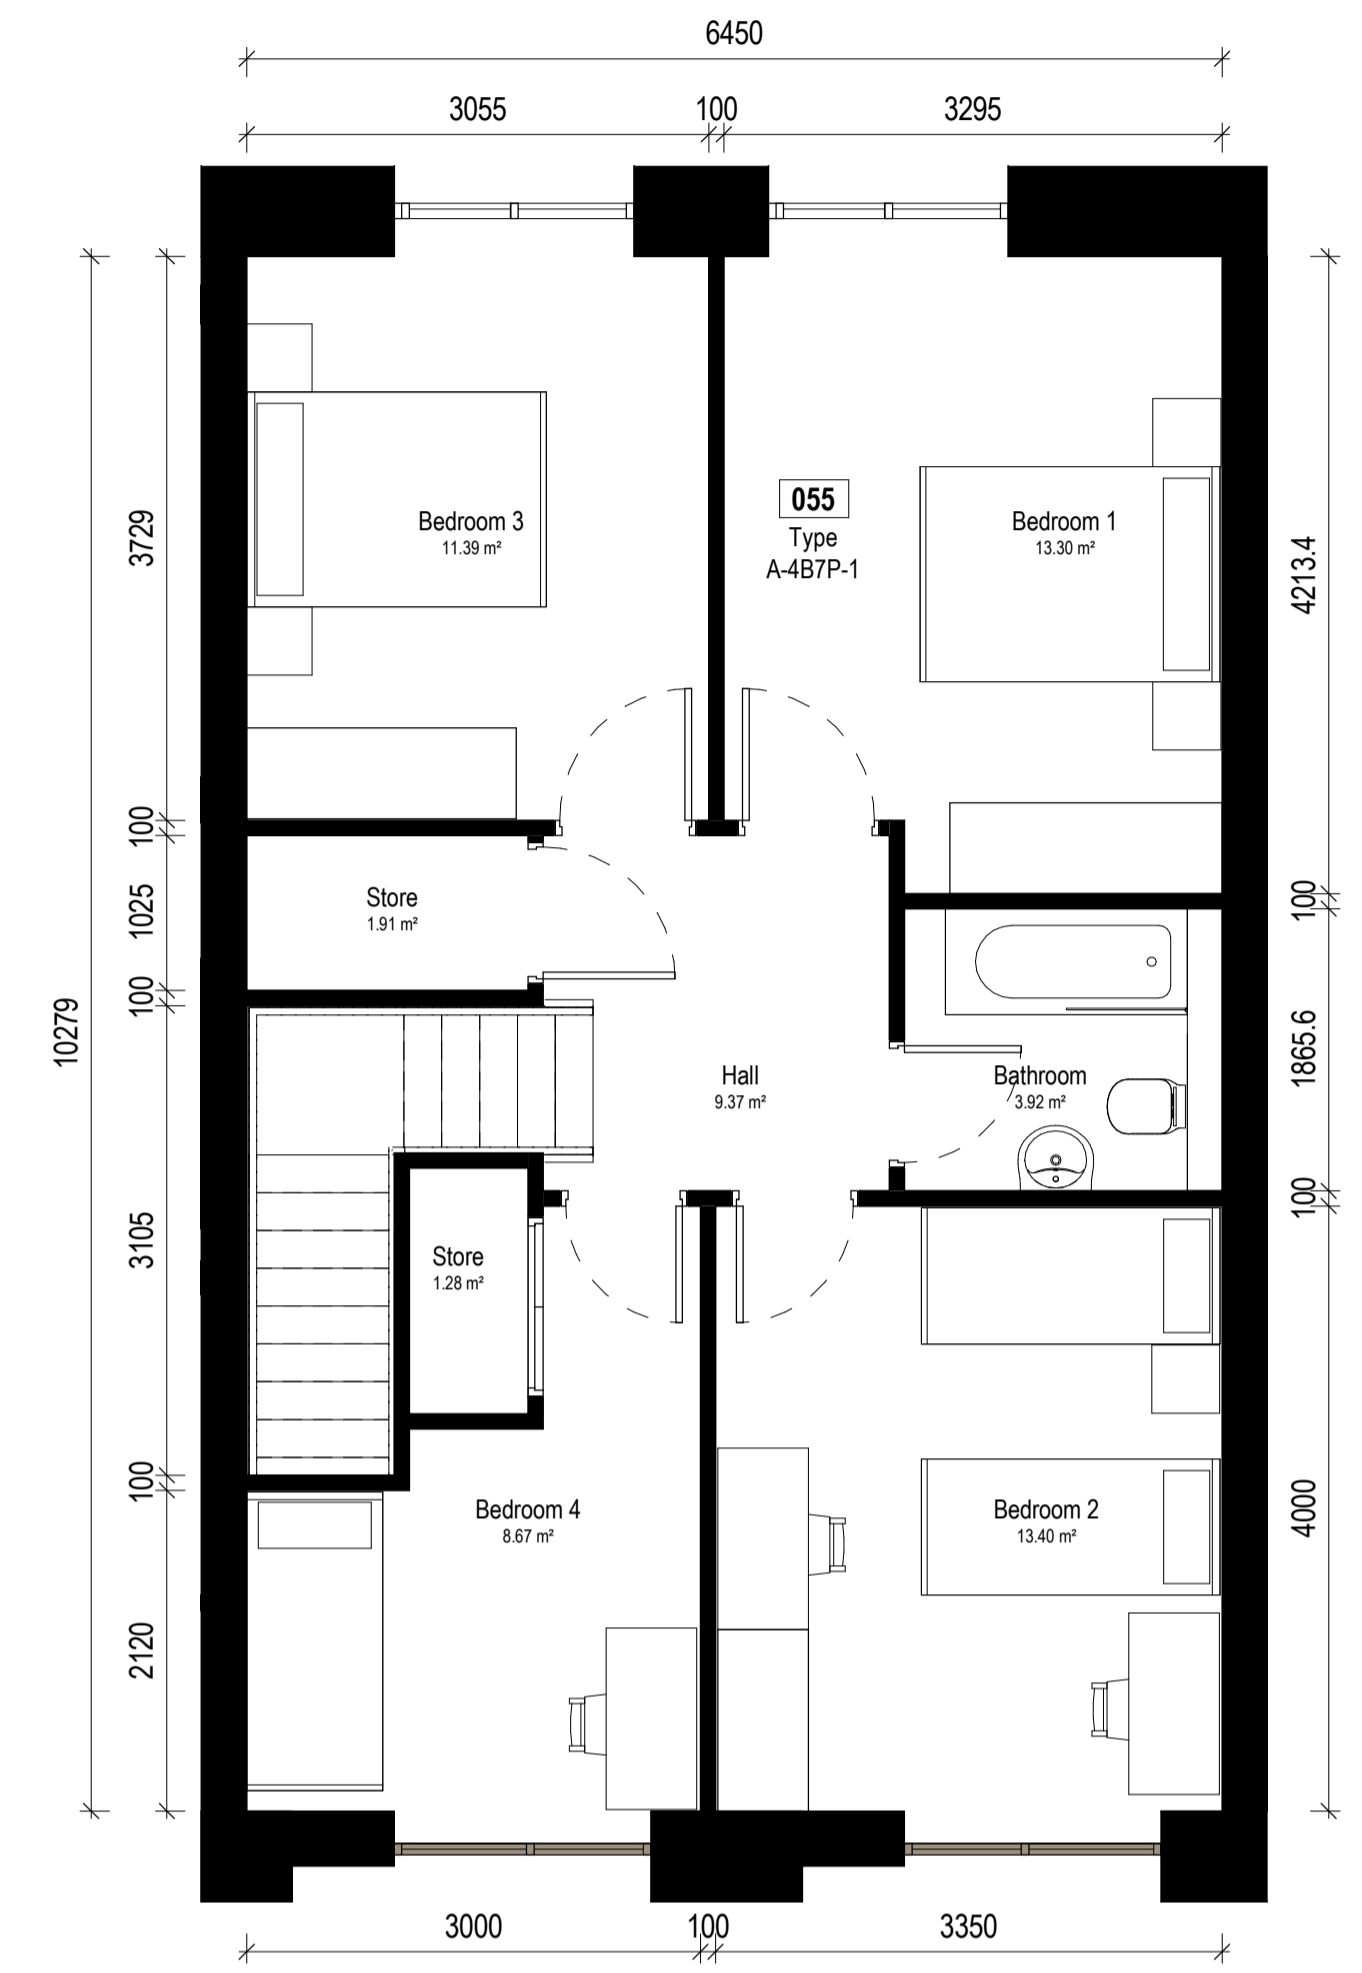 6450
3055
100
3295
10279
3729
100
1025
100
3105
100
2120
Bedroom 3
11.39 m²
055
Type
A-4B7P-1
Bedroom 1
13.30 m²
4213.4
100
1865.6
100
4000
Store
1.91 m²
Hall
9.37 m²
Bathroom
3.92 m²
Store
1.28 m²
Bedroom 4
8.67 m²
Bedroom 2
13.40 m²
3000
100
3350